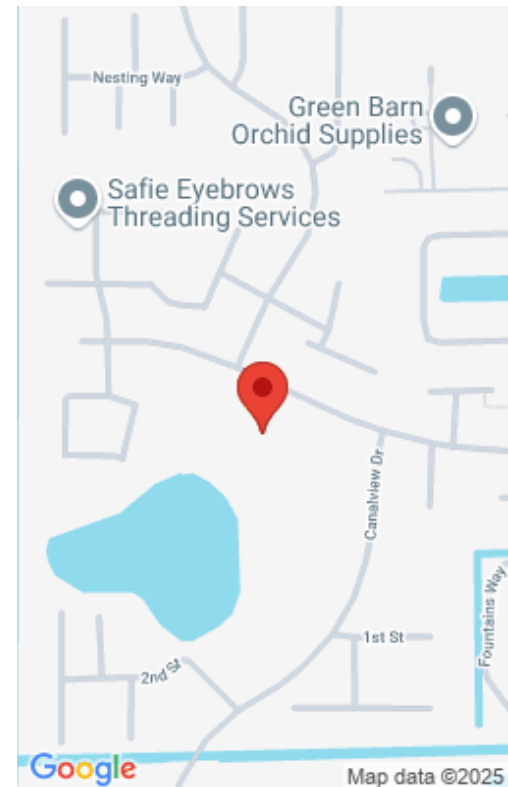 Nesting Way
Green Barn
Orchid Supplies
Safie Eyebrows
Threading Services
Canalview Dr
Fountains Way
1st St
2nd St
Google
Map data ©2025